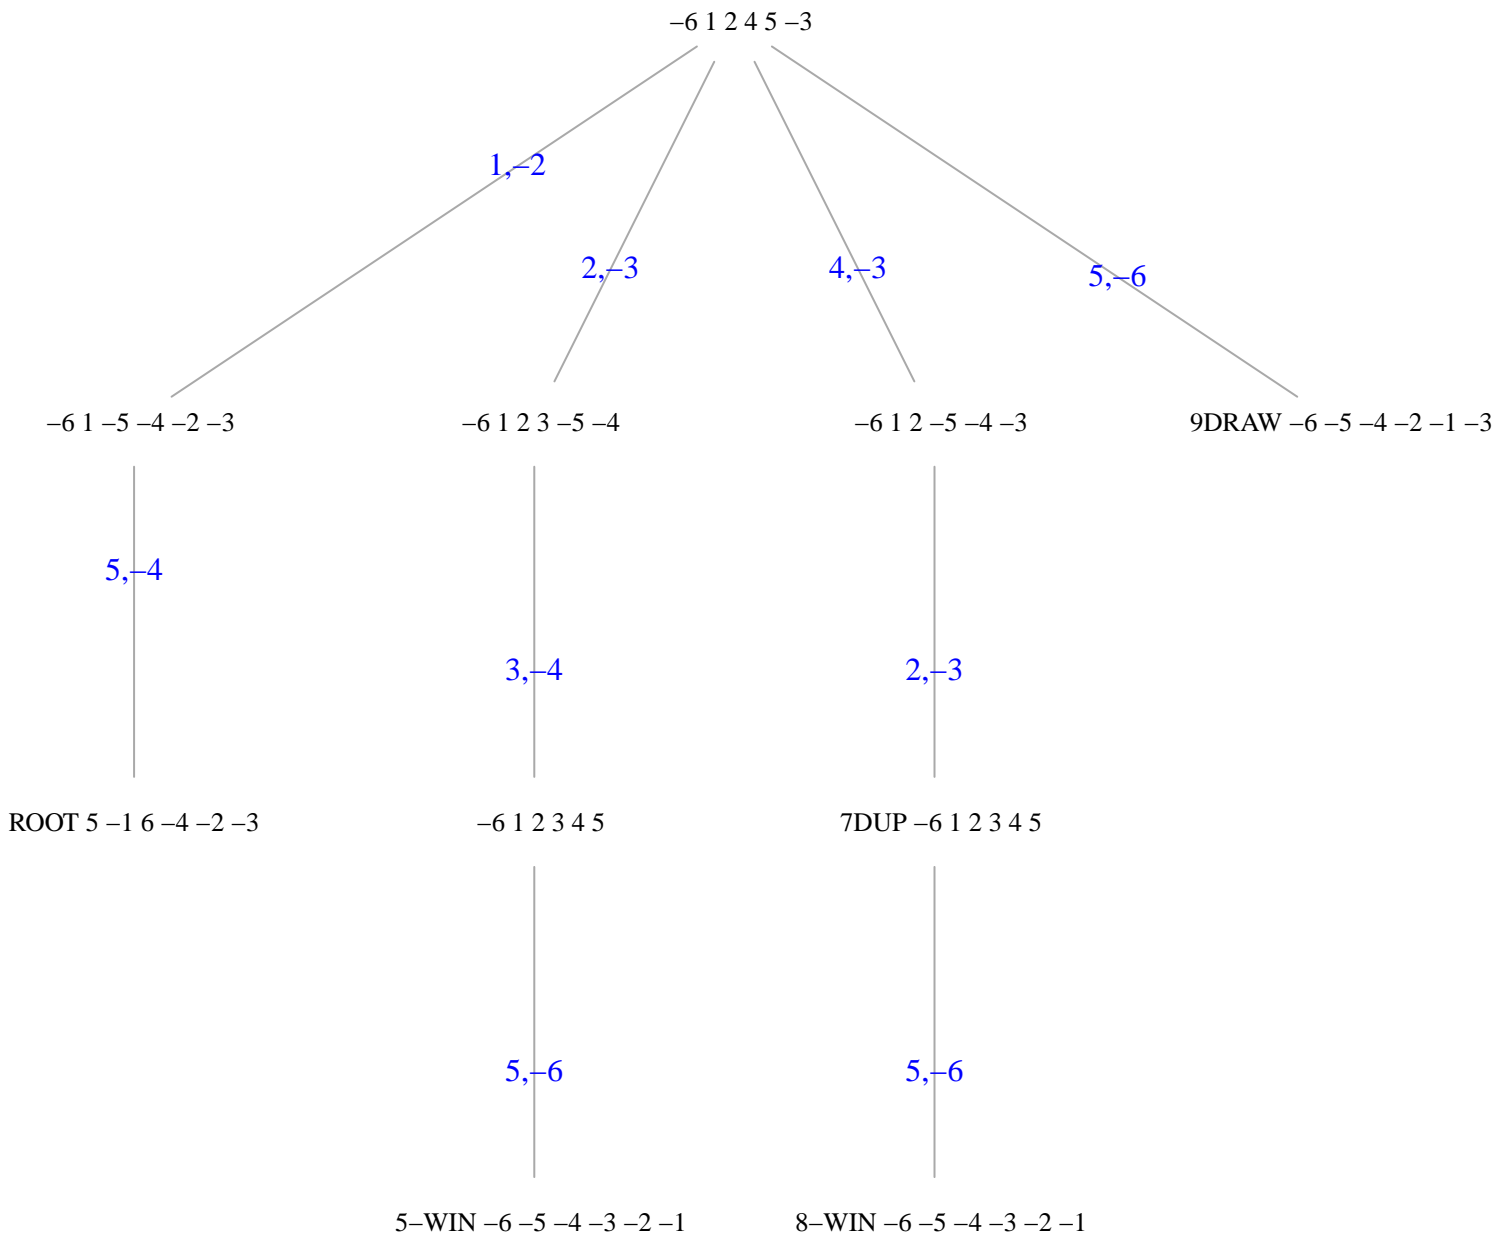 –6 1 2 4 5 –3
1,–2
2,–3
4,–3
5,–6
–6 1 –5 –4 –2 –3
–6 1 2 3 –5 –4
–6 1 2 –5 –4 –3
9DRAW –6 –5 –4 –2 –1 –3
5,–4
3,–4
2,–3
ROOT 5 –1 6 –4 –2 –3
–6 1 2 3 4 5
7DUP –6 1 2 3 4 5
5,–6
5,–6
5–WIN –6 –5 –4 –3 –2 –1
8–WIN –6 –5 –4 –3 –2 –1